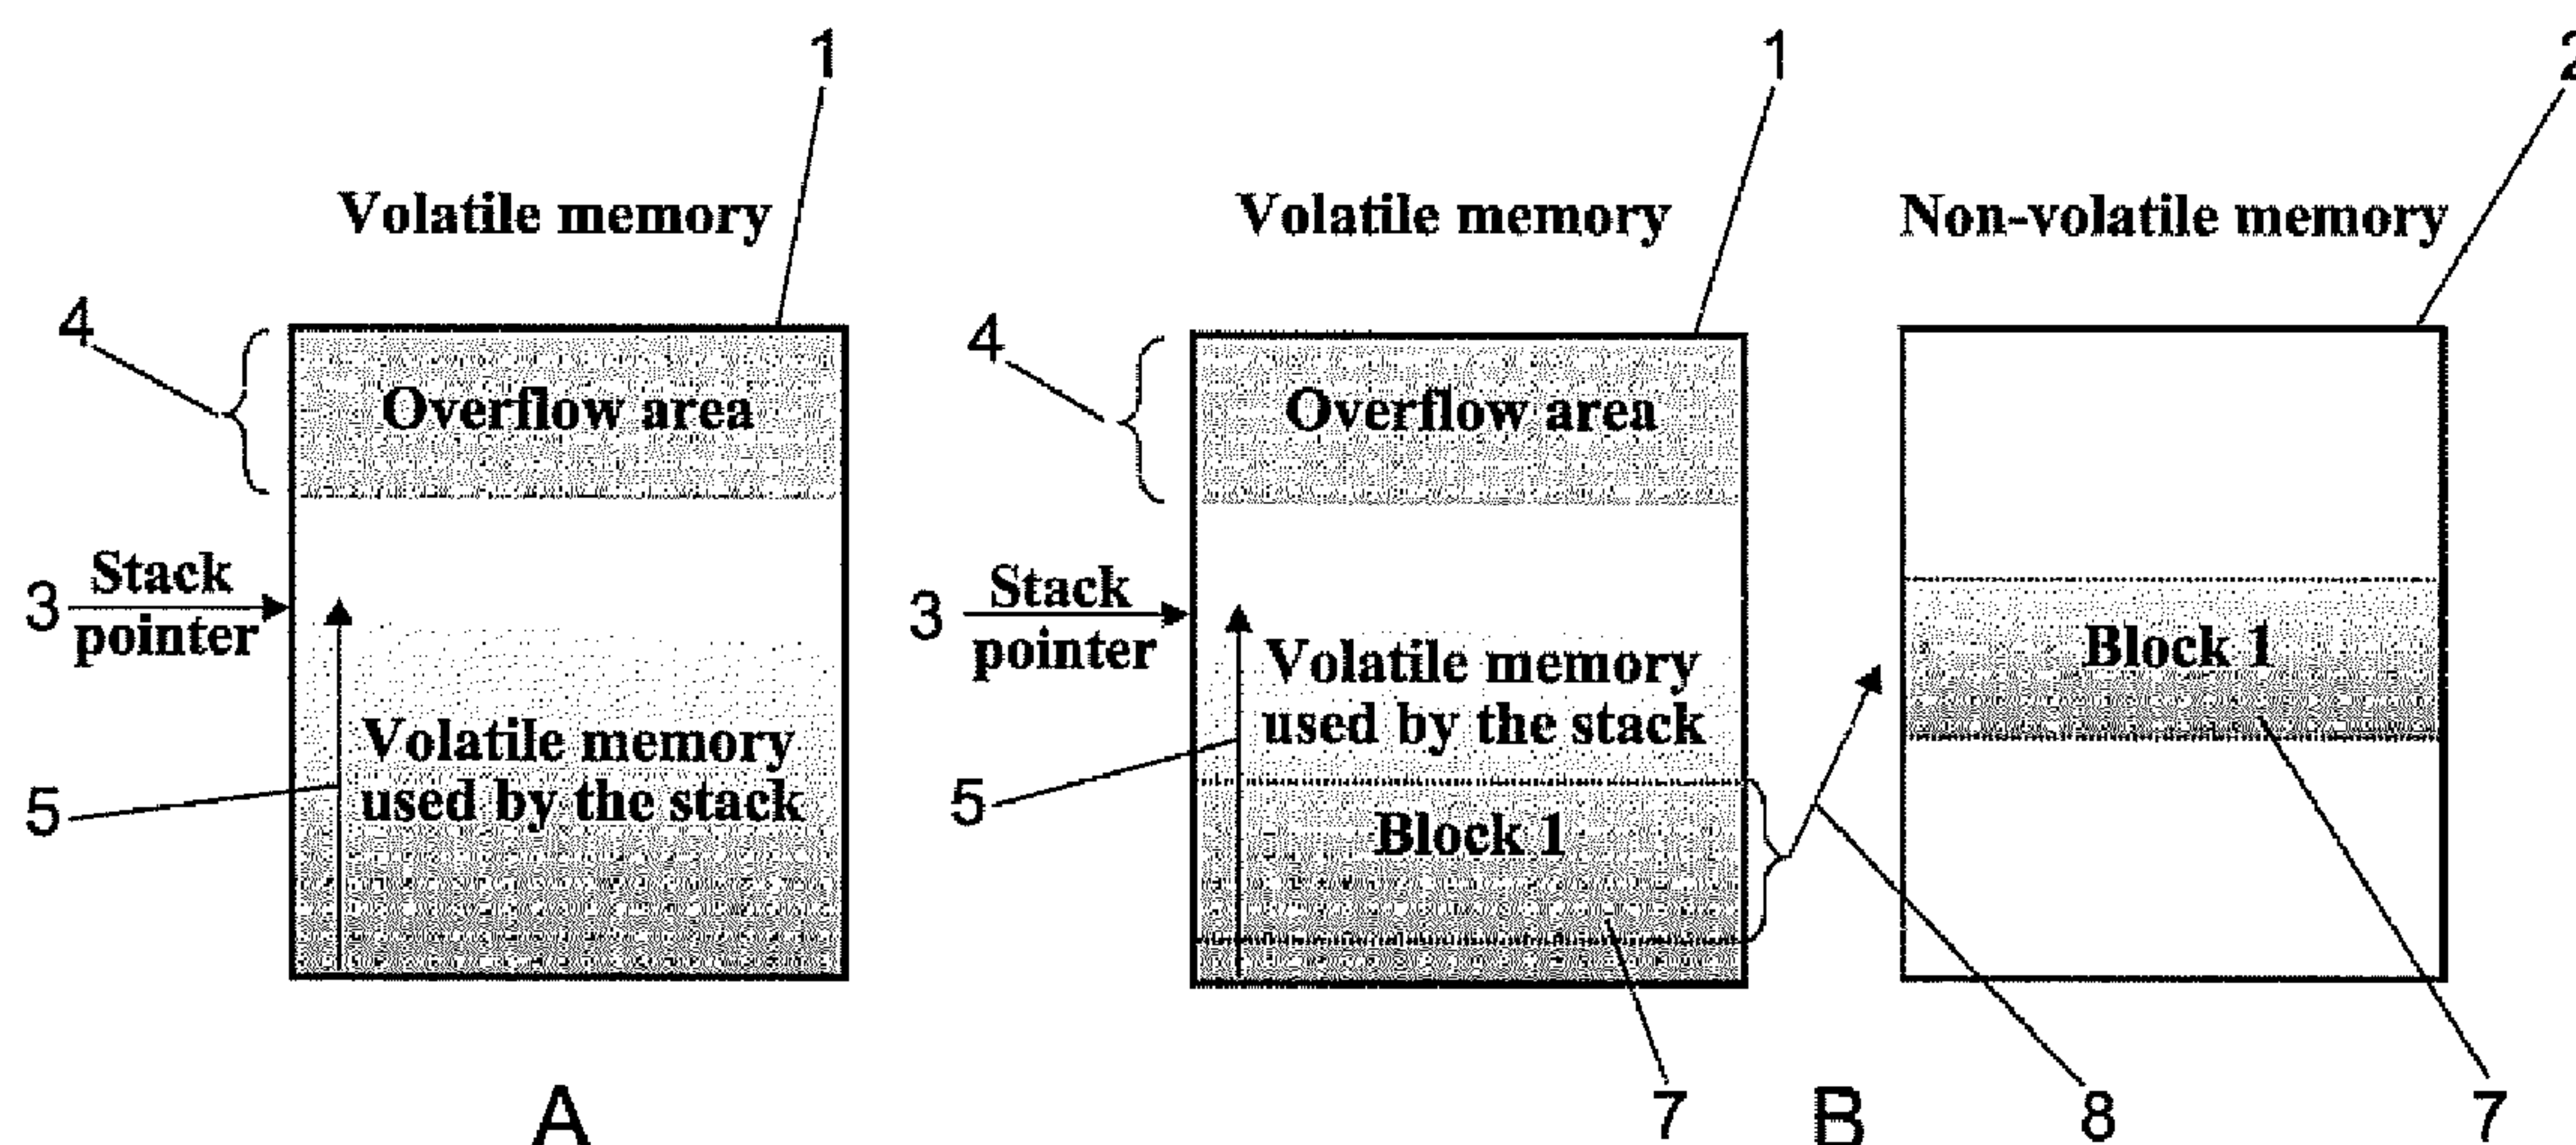 1
1
2
Volatile memory
Volatile memory
Non-volatile memory
4
Overflow area
4
Overflow area
3
Stack
pointer
3
Stack
pointer
Block 1
Volatile memory
used by the stack
5
Volatile memory
used by the stack
5
Block 1
7
8
7
A
B